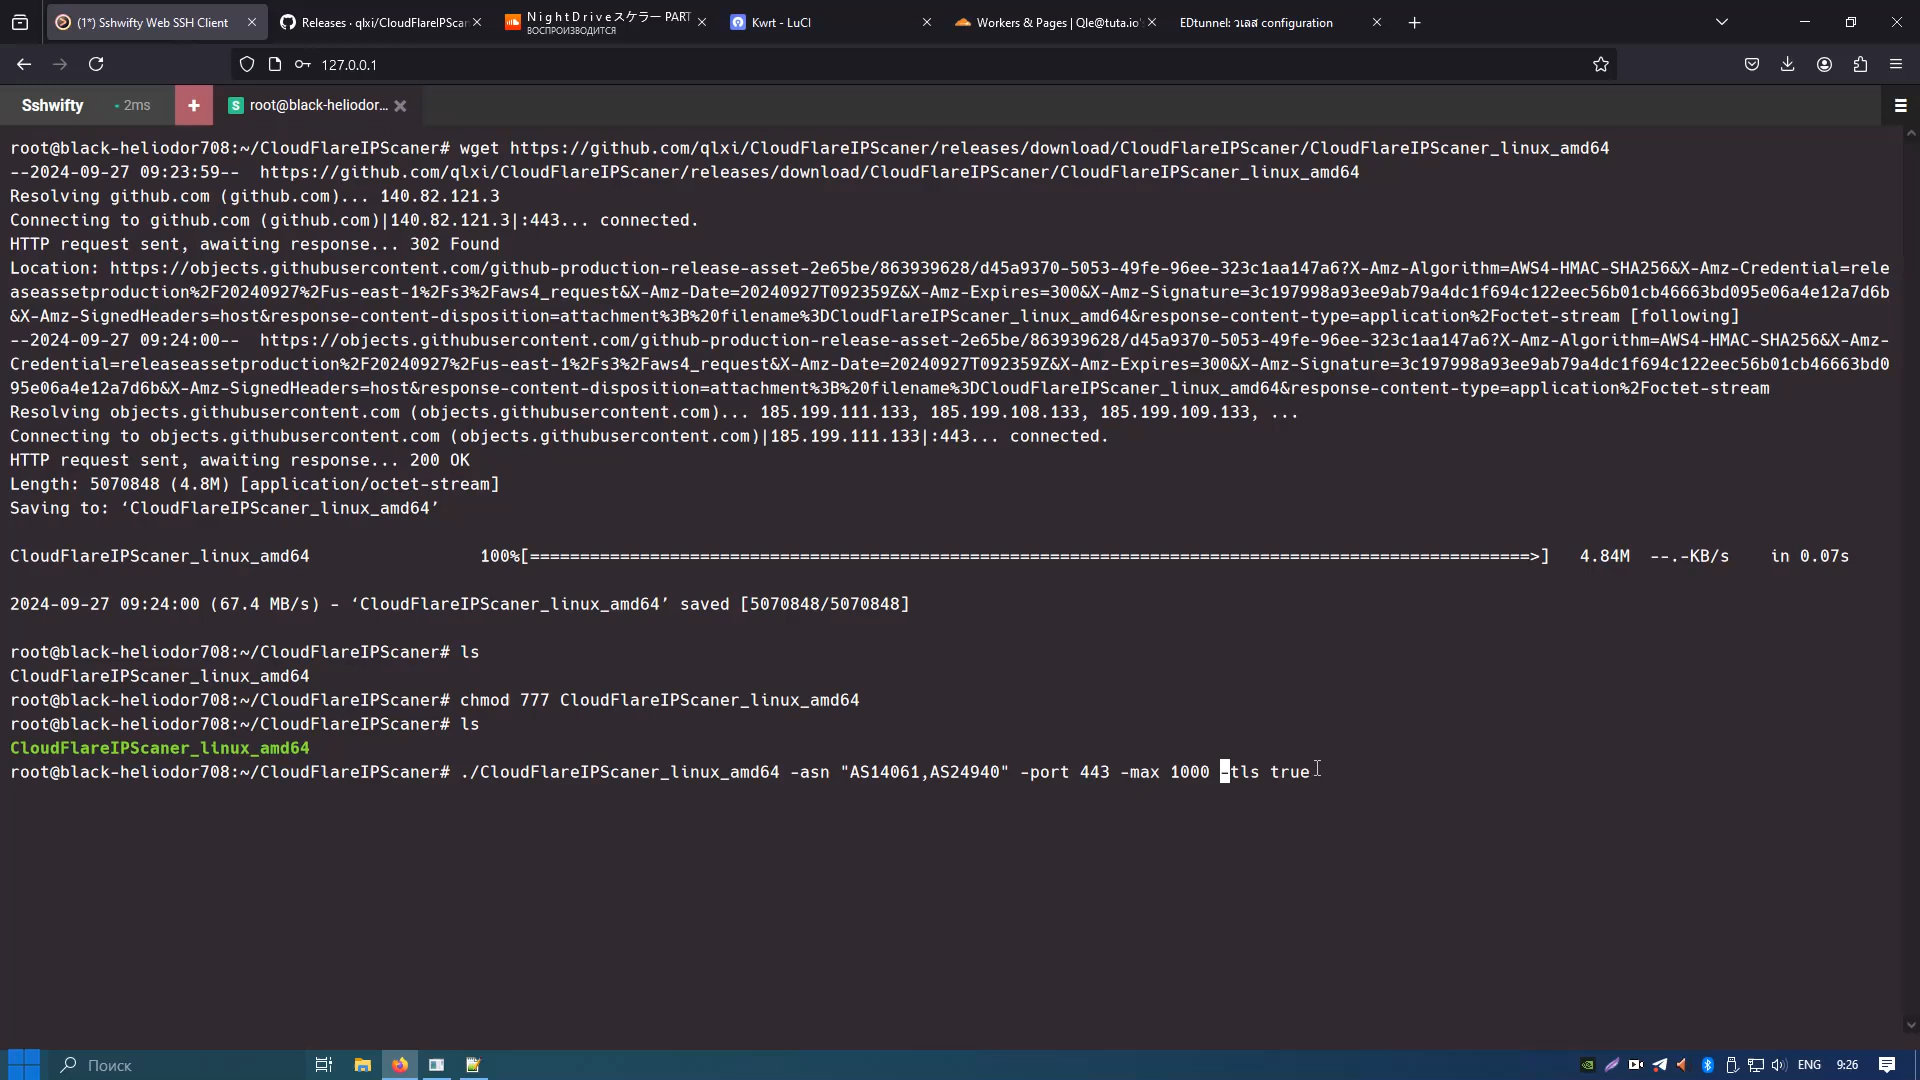 (1*) Sshwifty Web SSH Client
Releases · qlxi/CloudFlareIPScan
NightDriveスケラー PART
ВОСПРОИЗВОДИТСЯ
Kwrt - LuCI
Workers & Pages | Qle@tuta.io'
EDtunnel: วเลส configuration
127.0.0.1
Sshwifty
2ms
+
S root@black-heliodor...
root@black-heliodor708:~/CloudFlareIPScaner# wget https://github.com/qlxi/CloudFlareIPScaner/releases/download/CloudFlareIPScaner/CloudFlareIPScaner_linux_amd64
--2024-09-27 09:23:59--  https://github.com/qlxi/CloudFlareIPScaner/releases/download/CloudFlareIPScaner/CloudFlareIPScaner_linux_amd64
Resolving github.com (github.com)... 140.82.121.3
Connecting to github.com (github.com)|140.82.121.3|:443... connected.
HTTP request sent, awaiting response... 302 Found
Location: https://objects.githubusercontent.com/github-production-release-asset-2e65be/863939628/d45a9370-5053-49fe-96ee-323c1aa147a6?X-Amz-Algorithm=AWS4-HMAC-SHA256&X-Amz-Credential=rele
aseassetproduction%2F20240927%2Fus-east-1%2Fs3%2Faws4_request&X-Amz-Date=20240927T092359Z&X-Amz-Expires=300&X-Amz-Signature=3c197998a93ee9ab79a4dc1f694c122eec56b01cb46663bd095e06a4e12a7d6b
&X-Amz-SignedHeaders=host&response-content-disposition=attachment%3B%20filename%3DCloudFlareIPScaner_linux_amd64&response-content-type=application%2Foctet-stream [following]
--2024-09-27 09:24:00--  https://objects.githubusercontent.com/github-production-release-asset-2e65be/863939628/d45a9370-5053-49fe-96ee-323c1aa147a6?X-Amz-Algorithm=AWS4-HMAC-SHA256&X-Amz-
Credential=releaseassetproduction%2F20240927%2Fus-east-1%2Fs3%2Faws4_request&X-Amz-Date=20240927T092359Z&X-Amz-Expires=300&X-Amz-Signature=3c197998a93ee9ab79a4dc1f694c122eec56b01cb46663bd0
95e06a4e12a7d6b&X-Amz-SignedHeaders=host&response-content-disposition=attachment%3B%20filename%3DCloudFlareIPScaner_linux_amd64&response-content-type=application%2Foctet-stream
Resolving objects.githubusercontent.com (objects.githubusercontent.com)... 185.199.111.133, 185.199.108.133, 185.199.109.133, ...
Connecting to objects.githubusercontent.com (objects.githubusercontent.com)|185.199.111.133|:443... connected.
HTTP request sent, awaiting response... 200 OK
Length: 5070848 (4.8M) [application/octet-stream]
Saving to: ‘CloudFlareIPScaner_linux_amd64’
CloudFlareIPScaner_linux_amd64 100%[====================================================================================================>] 4.84M --.-KB/s in 0.07s
2024-09-27 09:24:00 (67.4 MB/s) - ‘CloudFlareIPScaner_linux_amd64’ saved [5070848/5070848]
root@black-heliodor708:~/CloudFlareIPScaner# ls
CloudFlareIPScaner_linux_amd64
root@black-heliodor708:~/CloudFlareIPScaner# chmod 777 CloudFlareIPScaner_linux_amd64
root@black-heliodor708:~/CloudFlareIPScaner# ls
CloudFlareIPScaner_linux_amd64
root@black-heliodor708:~/CloudFlareIPScaner# ./CloudFlareIPScaner_linux_amd64 -asn "AS14061,AS24940" -port 443 -max 1000 -tls true
Поиск
ENG
9:26